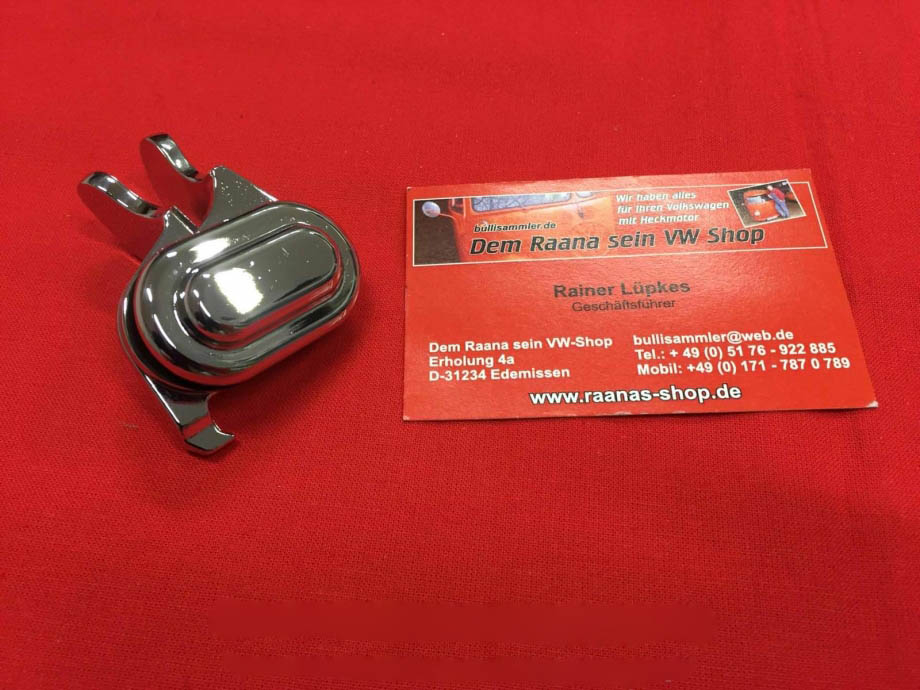 Wir haben alles
für Ihren Volkswagen
mit Heckmotor
bullisammler.de
Dem Raana sein VW Shop
Rainer Lüpkes
Geschäftsführer
Dem Raana sein VW-Shop
Erholung 4a
D-31234 Edemissen
bullisammler@web.de
Tel.: + 49 (0) 51 76 - 922 885
Mobil: +49 (0) 171 - 787 0 789
www.raanas-shop.de